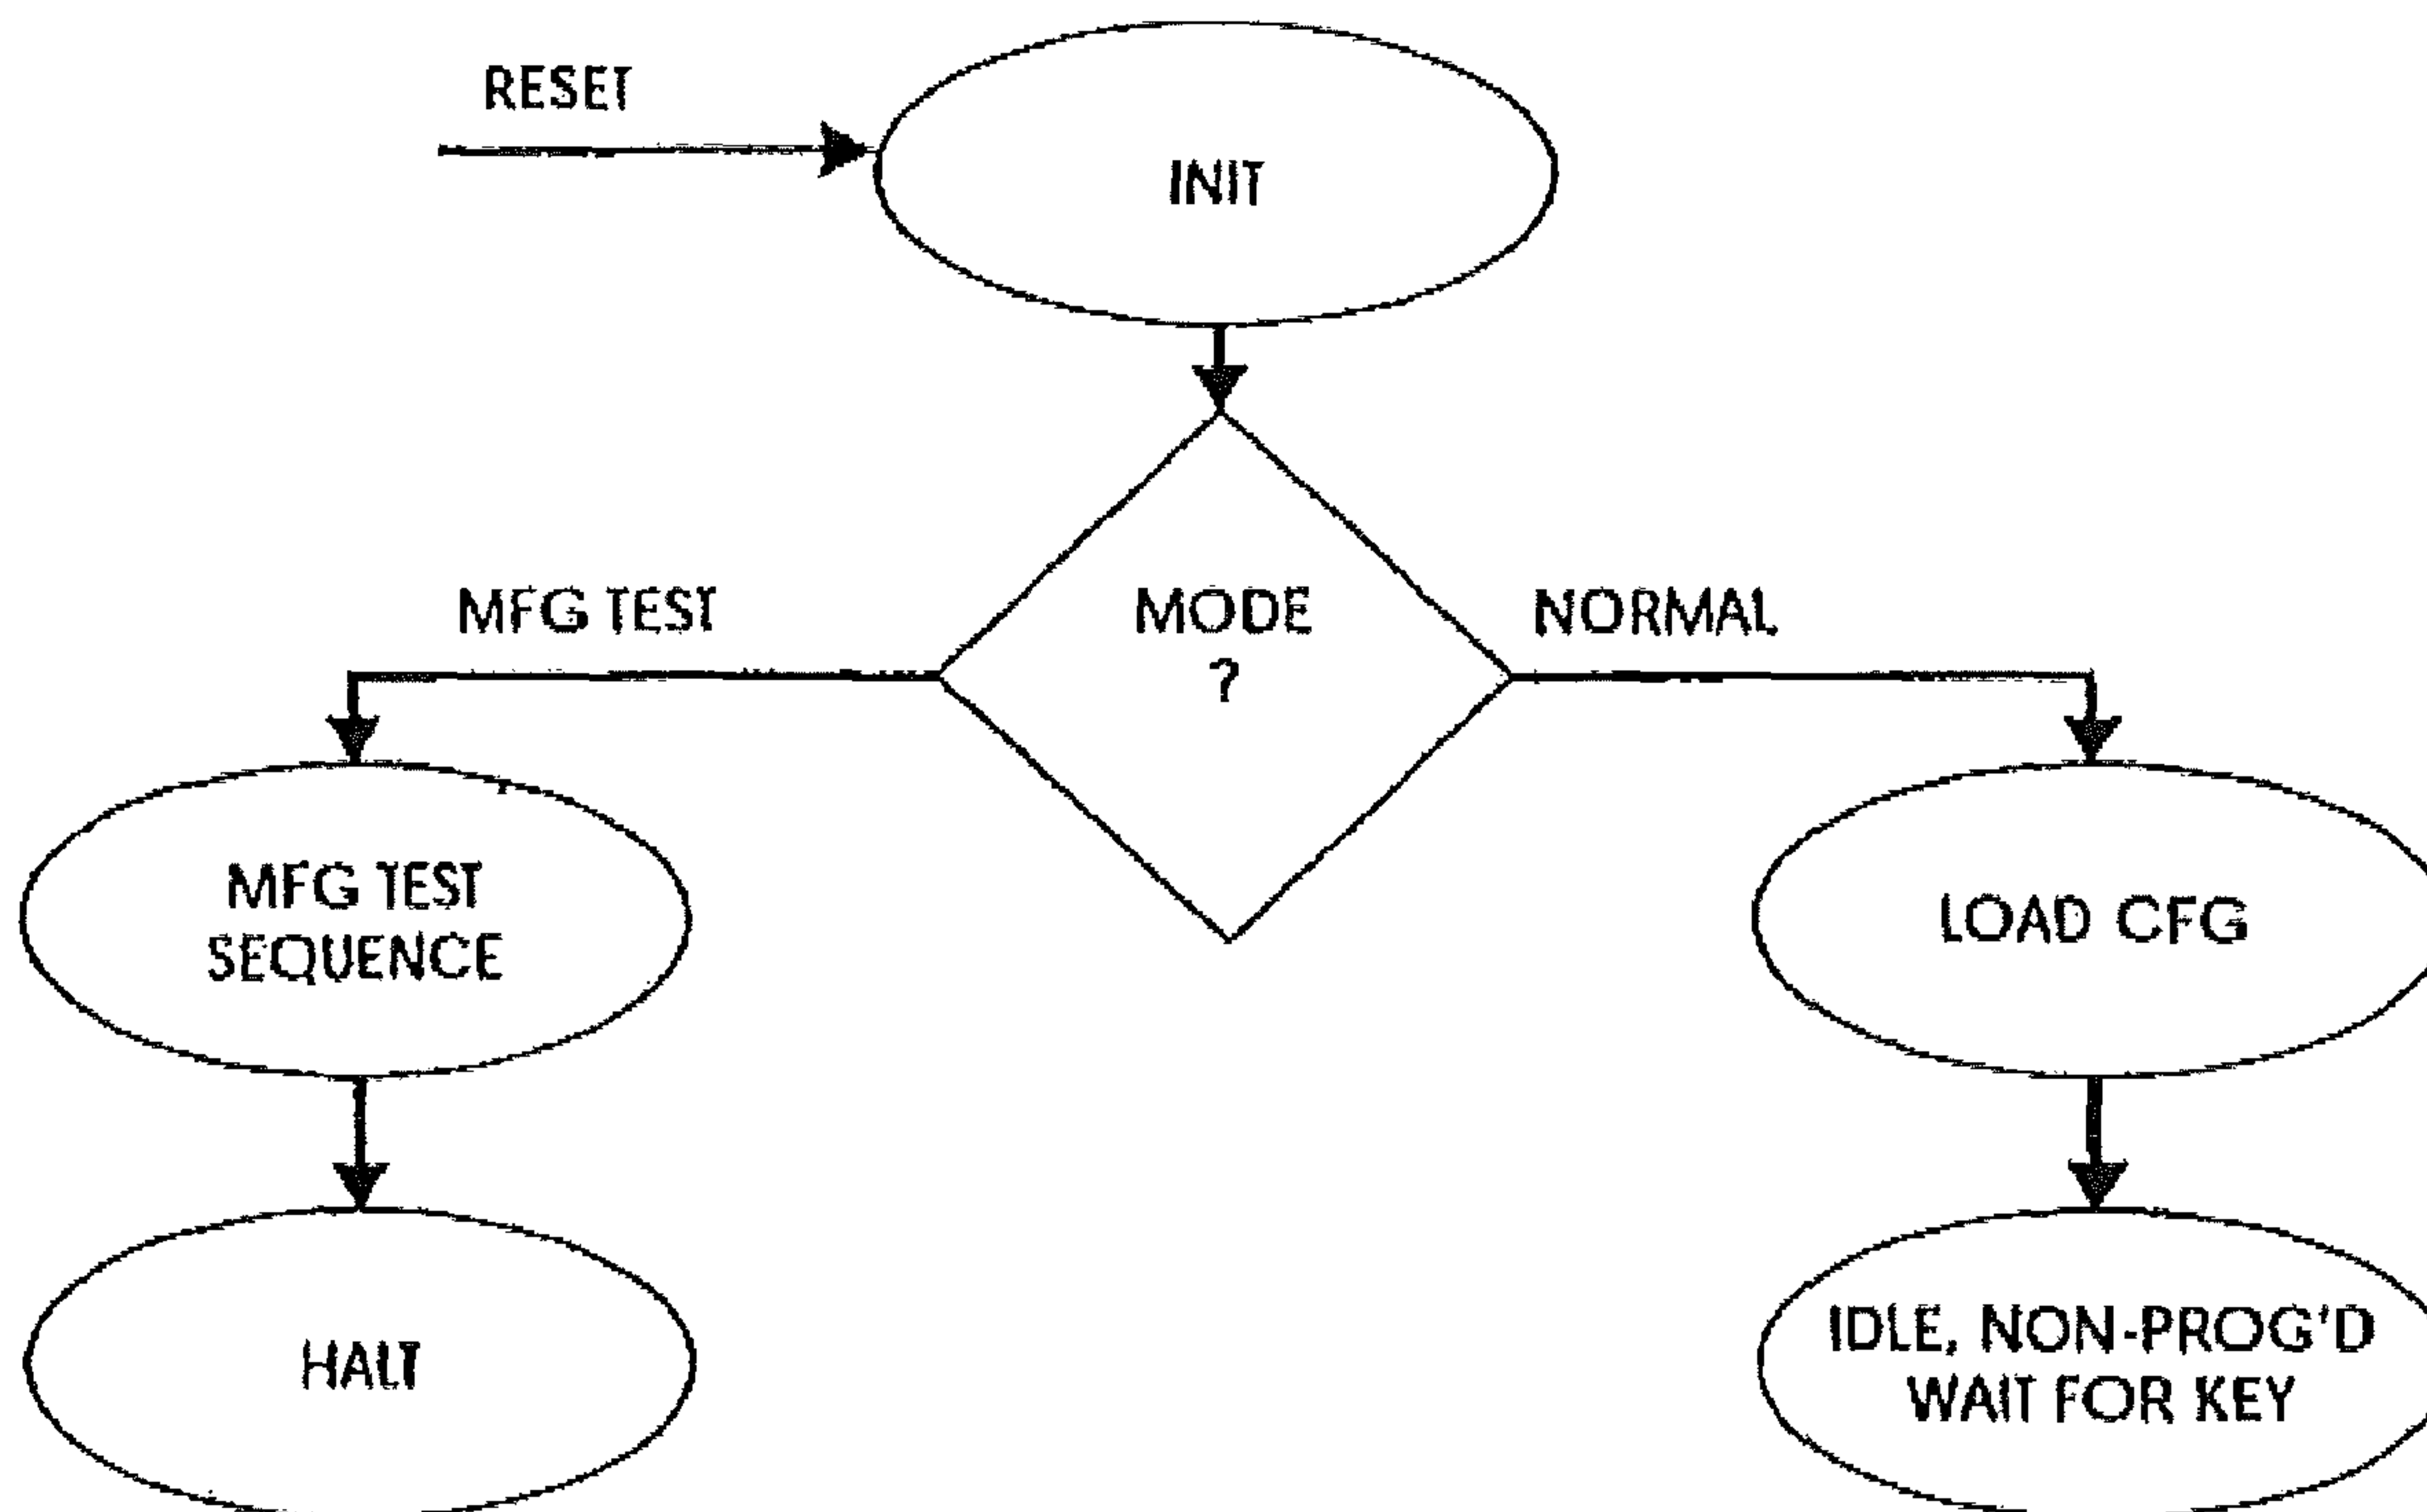 RESET
INIT
MODE
?
MFG TEST
NORMAL
MFG TEST
SEQUENCE
LOAD CFG
HALT
IDLE, NON-PROG'D
WAIT FOR KEY